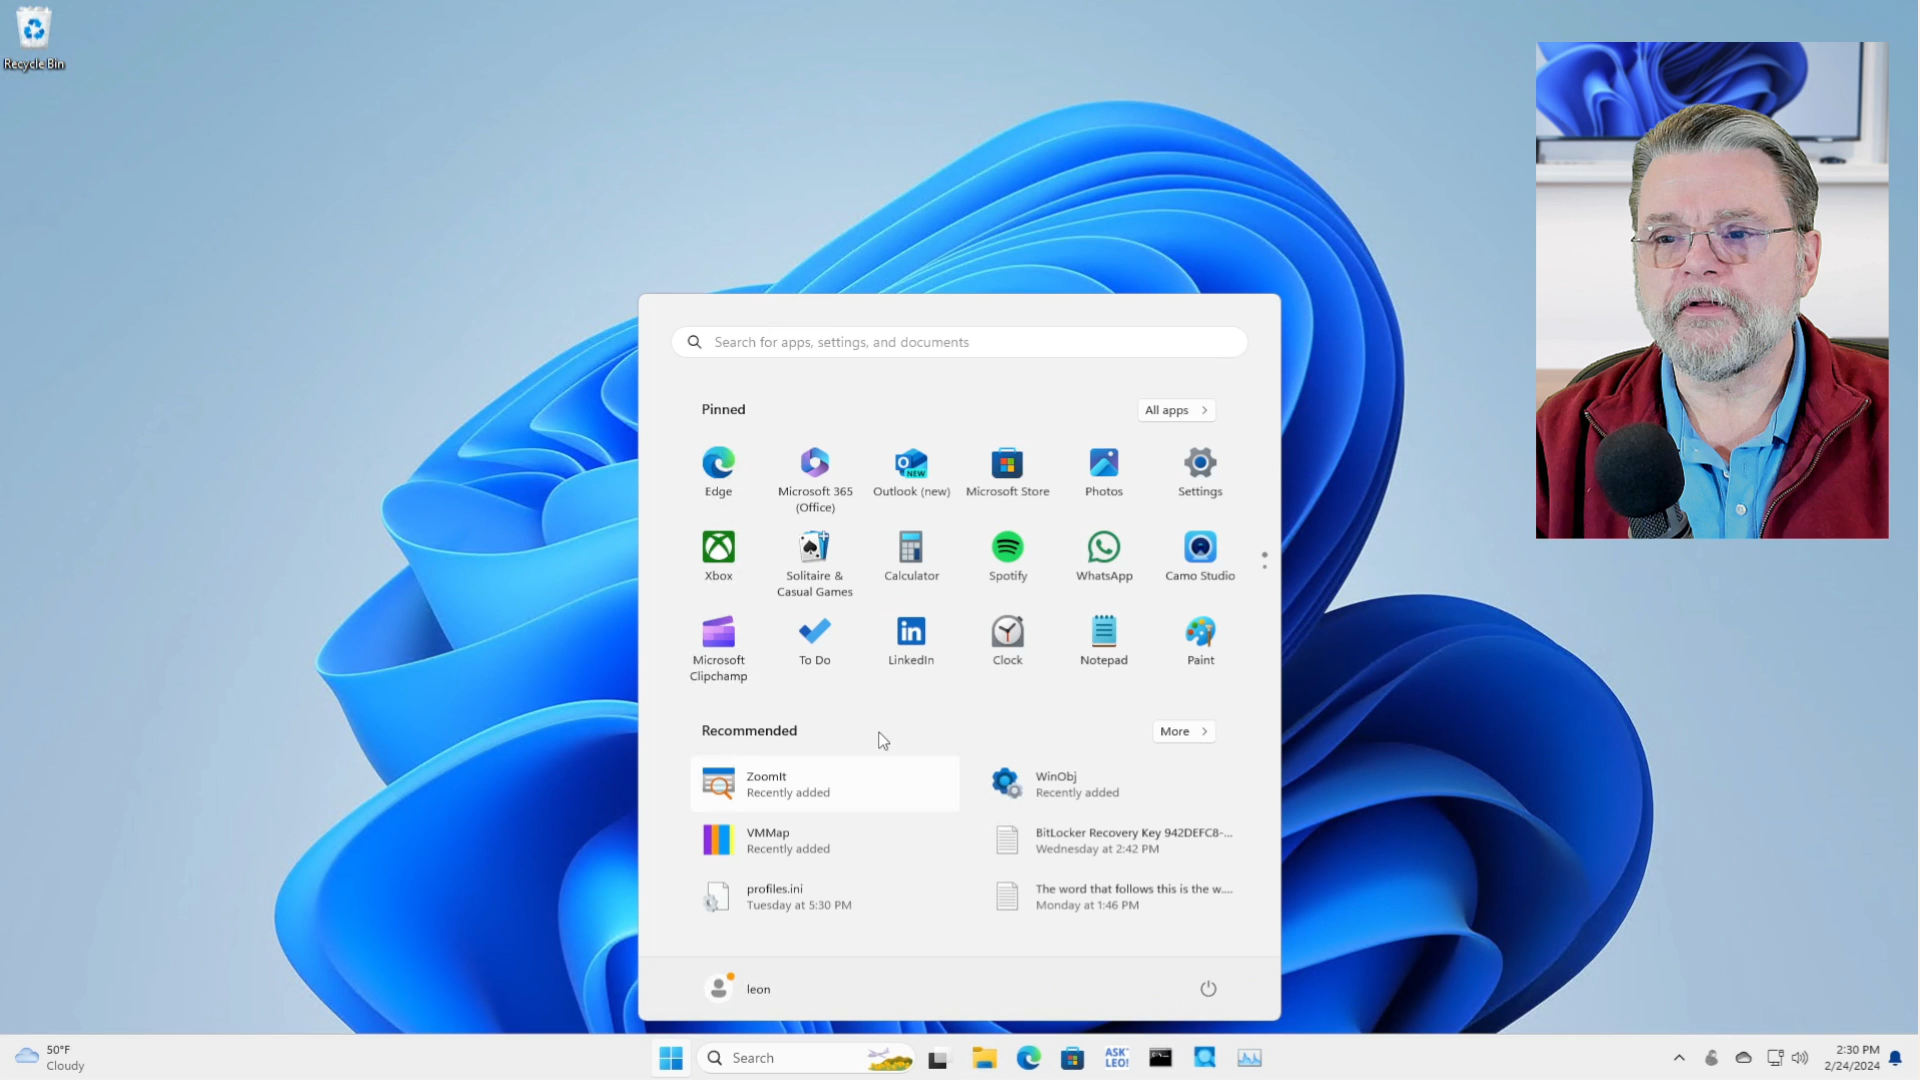 Recycle Bin
Search for apps, settings, and documents
Pinned
All apps
Edge
Microsoft 365
(Office)
Outlook (new)
NEW
Microsoft Store
Photos
Settings
Xbox
Solitaire &
Casual Games
Calculator
Spotify
WhatsApp
Camo Studio
Microsoft
Clipchamp
To Do
LinkedIn
in
Clock
Notepad
Paint
Recommended
More
ZoomIt
Recently added
WinObj
Recently added
VMMap
Recently added
BitLocker Recovery Key 942DEFC8-...
Wednesday at 2:42 PM
profiles.ini
Tuesday at 5:30 PM
The word that follows this is the w....
Monday at 1:46 PM
leon
50°F
Cloudy
Search
ASK
LEO!
2:30 PM
2/24/2024